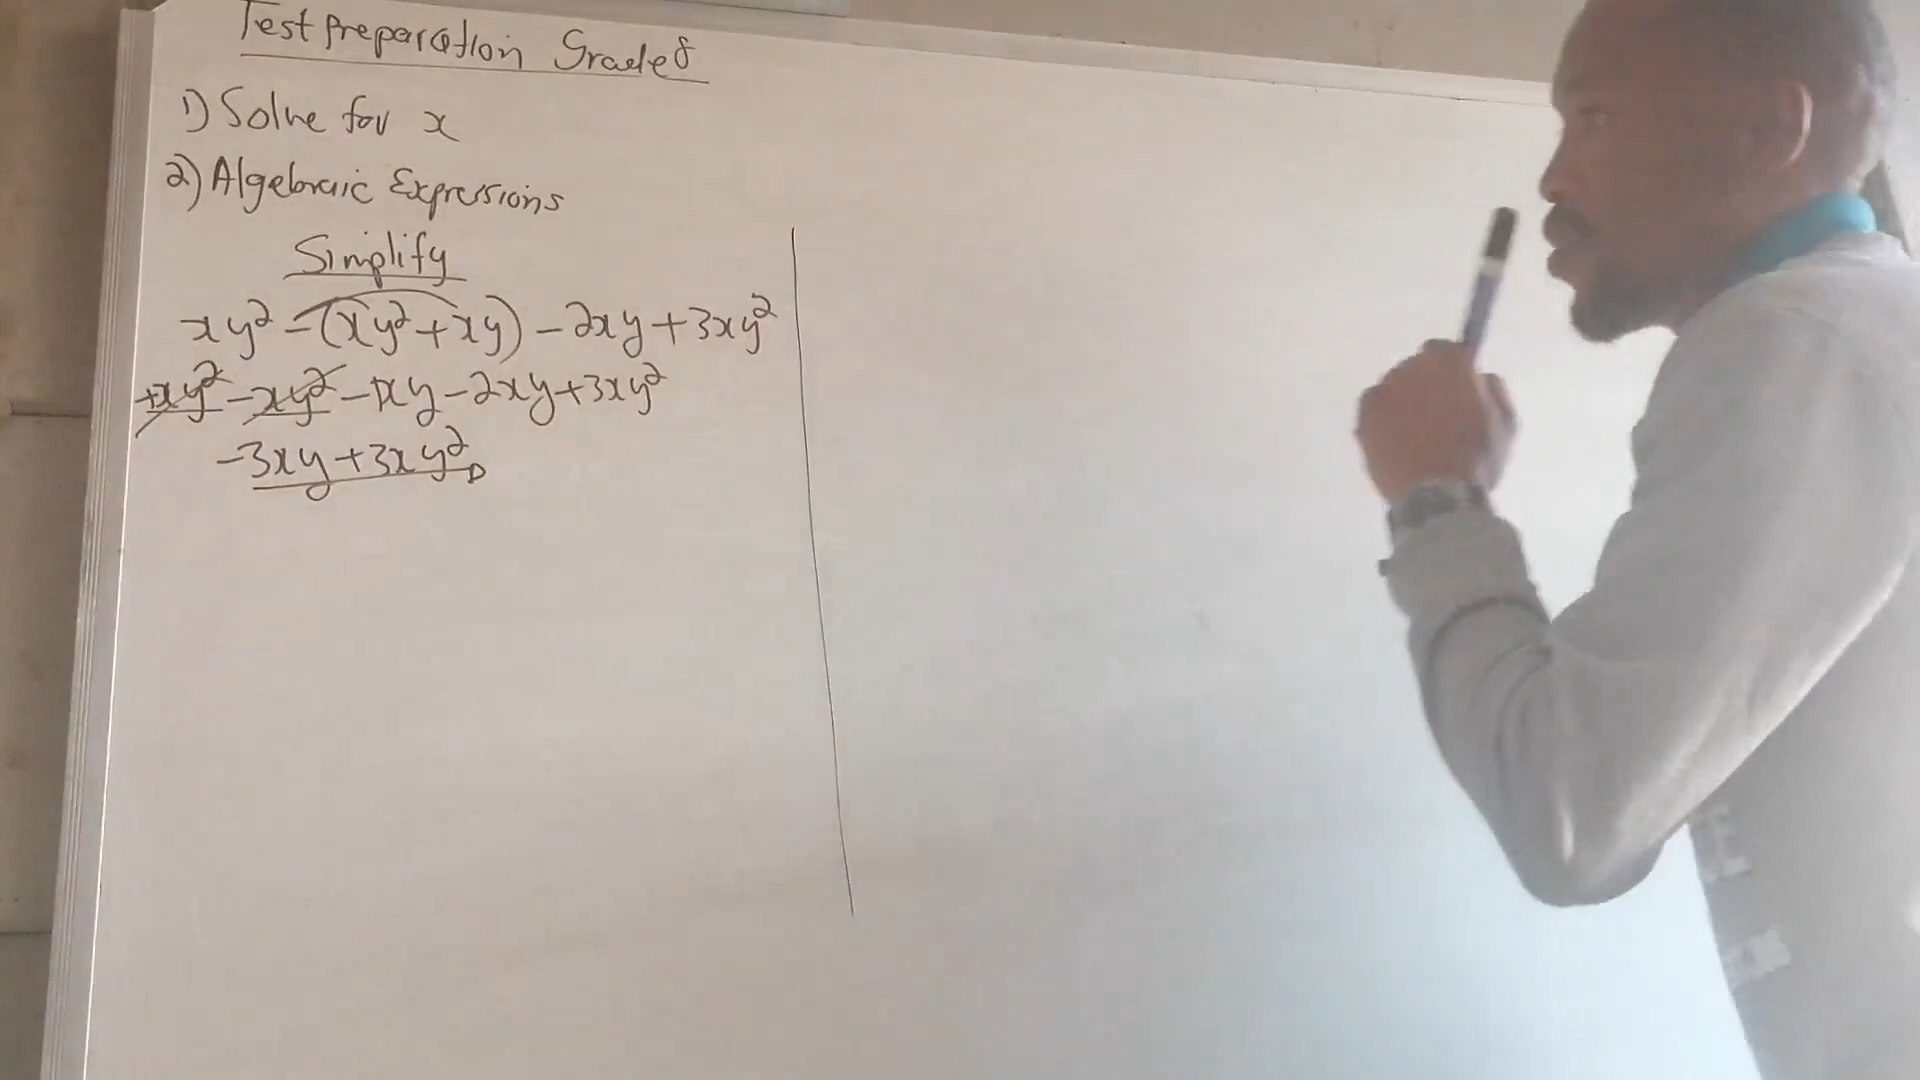 Test Preparation Grade 8
1) Solve for x
2) Algebraic Expressions
Simplify
xy² - (xy² + xy) - 2xy + 3xy²
+xy² - xy² - 1xy - 2xy + 3xy²
-3xy + 3xy²